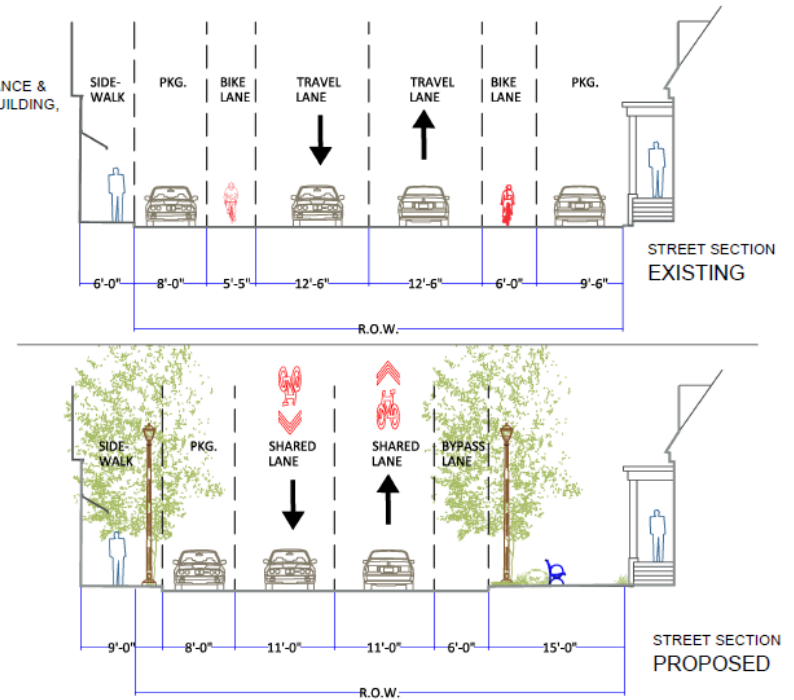 ANCE &
UILDING,
SIDE-
WALK
PKG.
BIKE
LANE
TRAVEL
LANE
TRAVEL
LANE
BIKE
LANE
PKG.
6'-0" 8'-0" 5'-5" 12'-6" 12'-6" 6'-0" 9'-6"
R.O.W.
STREET SECTION
EXISTING
SIDE-
WALK
PKG.
SHARED
LANE
SHARED
LANE
BYPASS
LANE
9'-0" 8'-0" 11'-0" 11'-0" 6'-0" 15'-0"
R.O.W.
STREET SECTION
PROPOSED